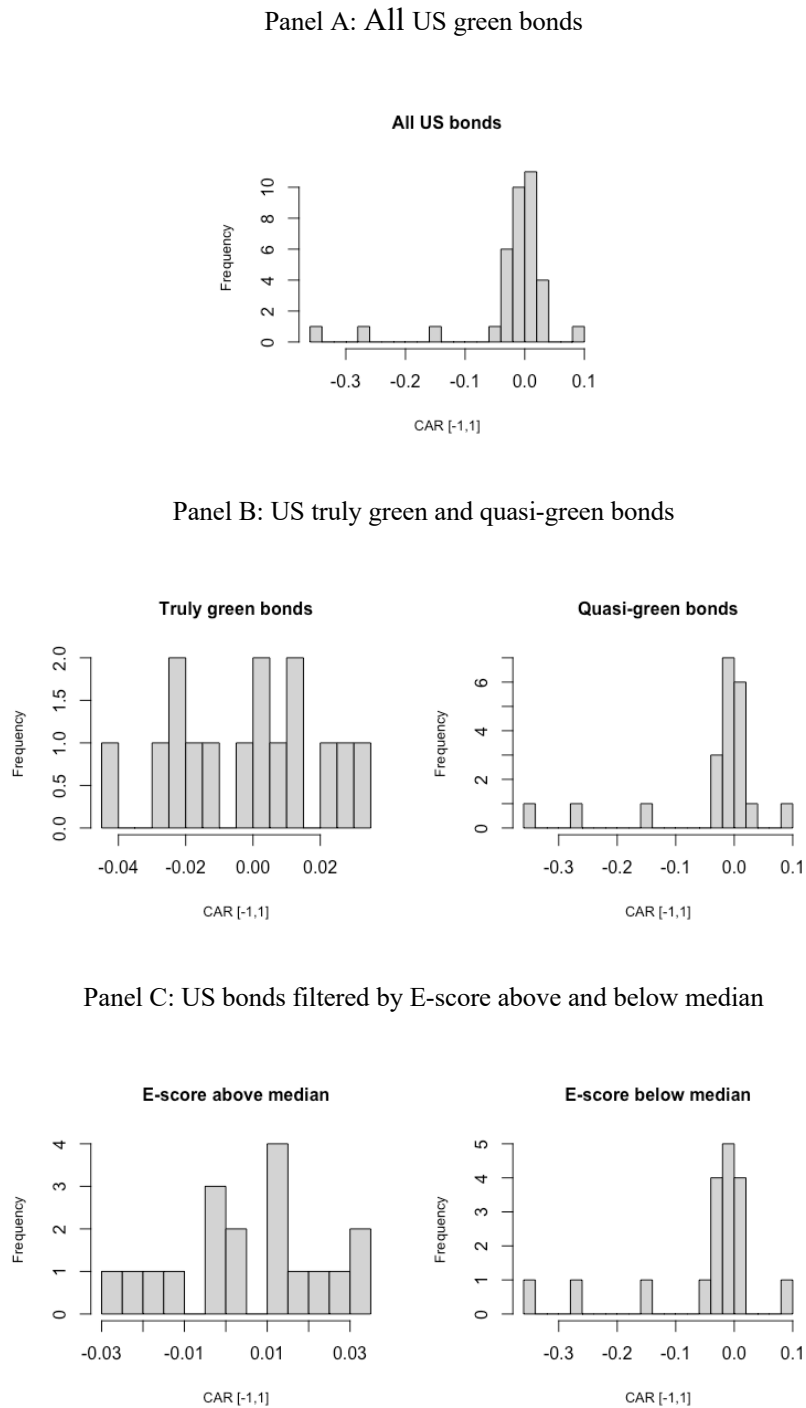 Panel A: All US green bonds
All US bonds
Frequency
0 2 4 6 8 10
-0.3 -0.2 -0.1 0.0 0.1
CAR [-1,1]
Panel B: US truly green and quasi-green bonds
Truly green bonds
Frequency
0.0 0.5 1.0 1.5 2.0
-0.04 -0.02 0.00 0.02
CAR [-1,1]
Quasi-green bonds
Frequency
0 2 4 6
-0.3 -0.2 -0.1 0.0 0.1
CAR [-1,1]
Panel C: US bonds filtered by E-score above and below median
E-score above median
Frequency
0 1 2 3 4
-0.03 -0.01 0.01 0.03
CAR [-1,1]
E-score below median
Frequency
0 1 2 3 4 5
-0.3 -0.2 -0.1 0.0 0.1
CAR [-1,1]